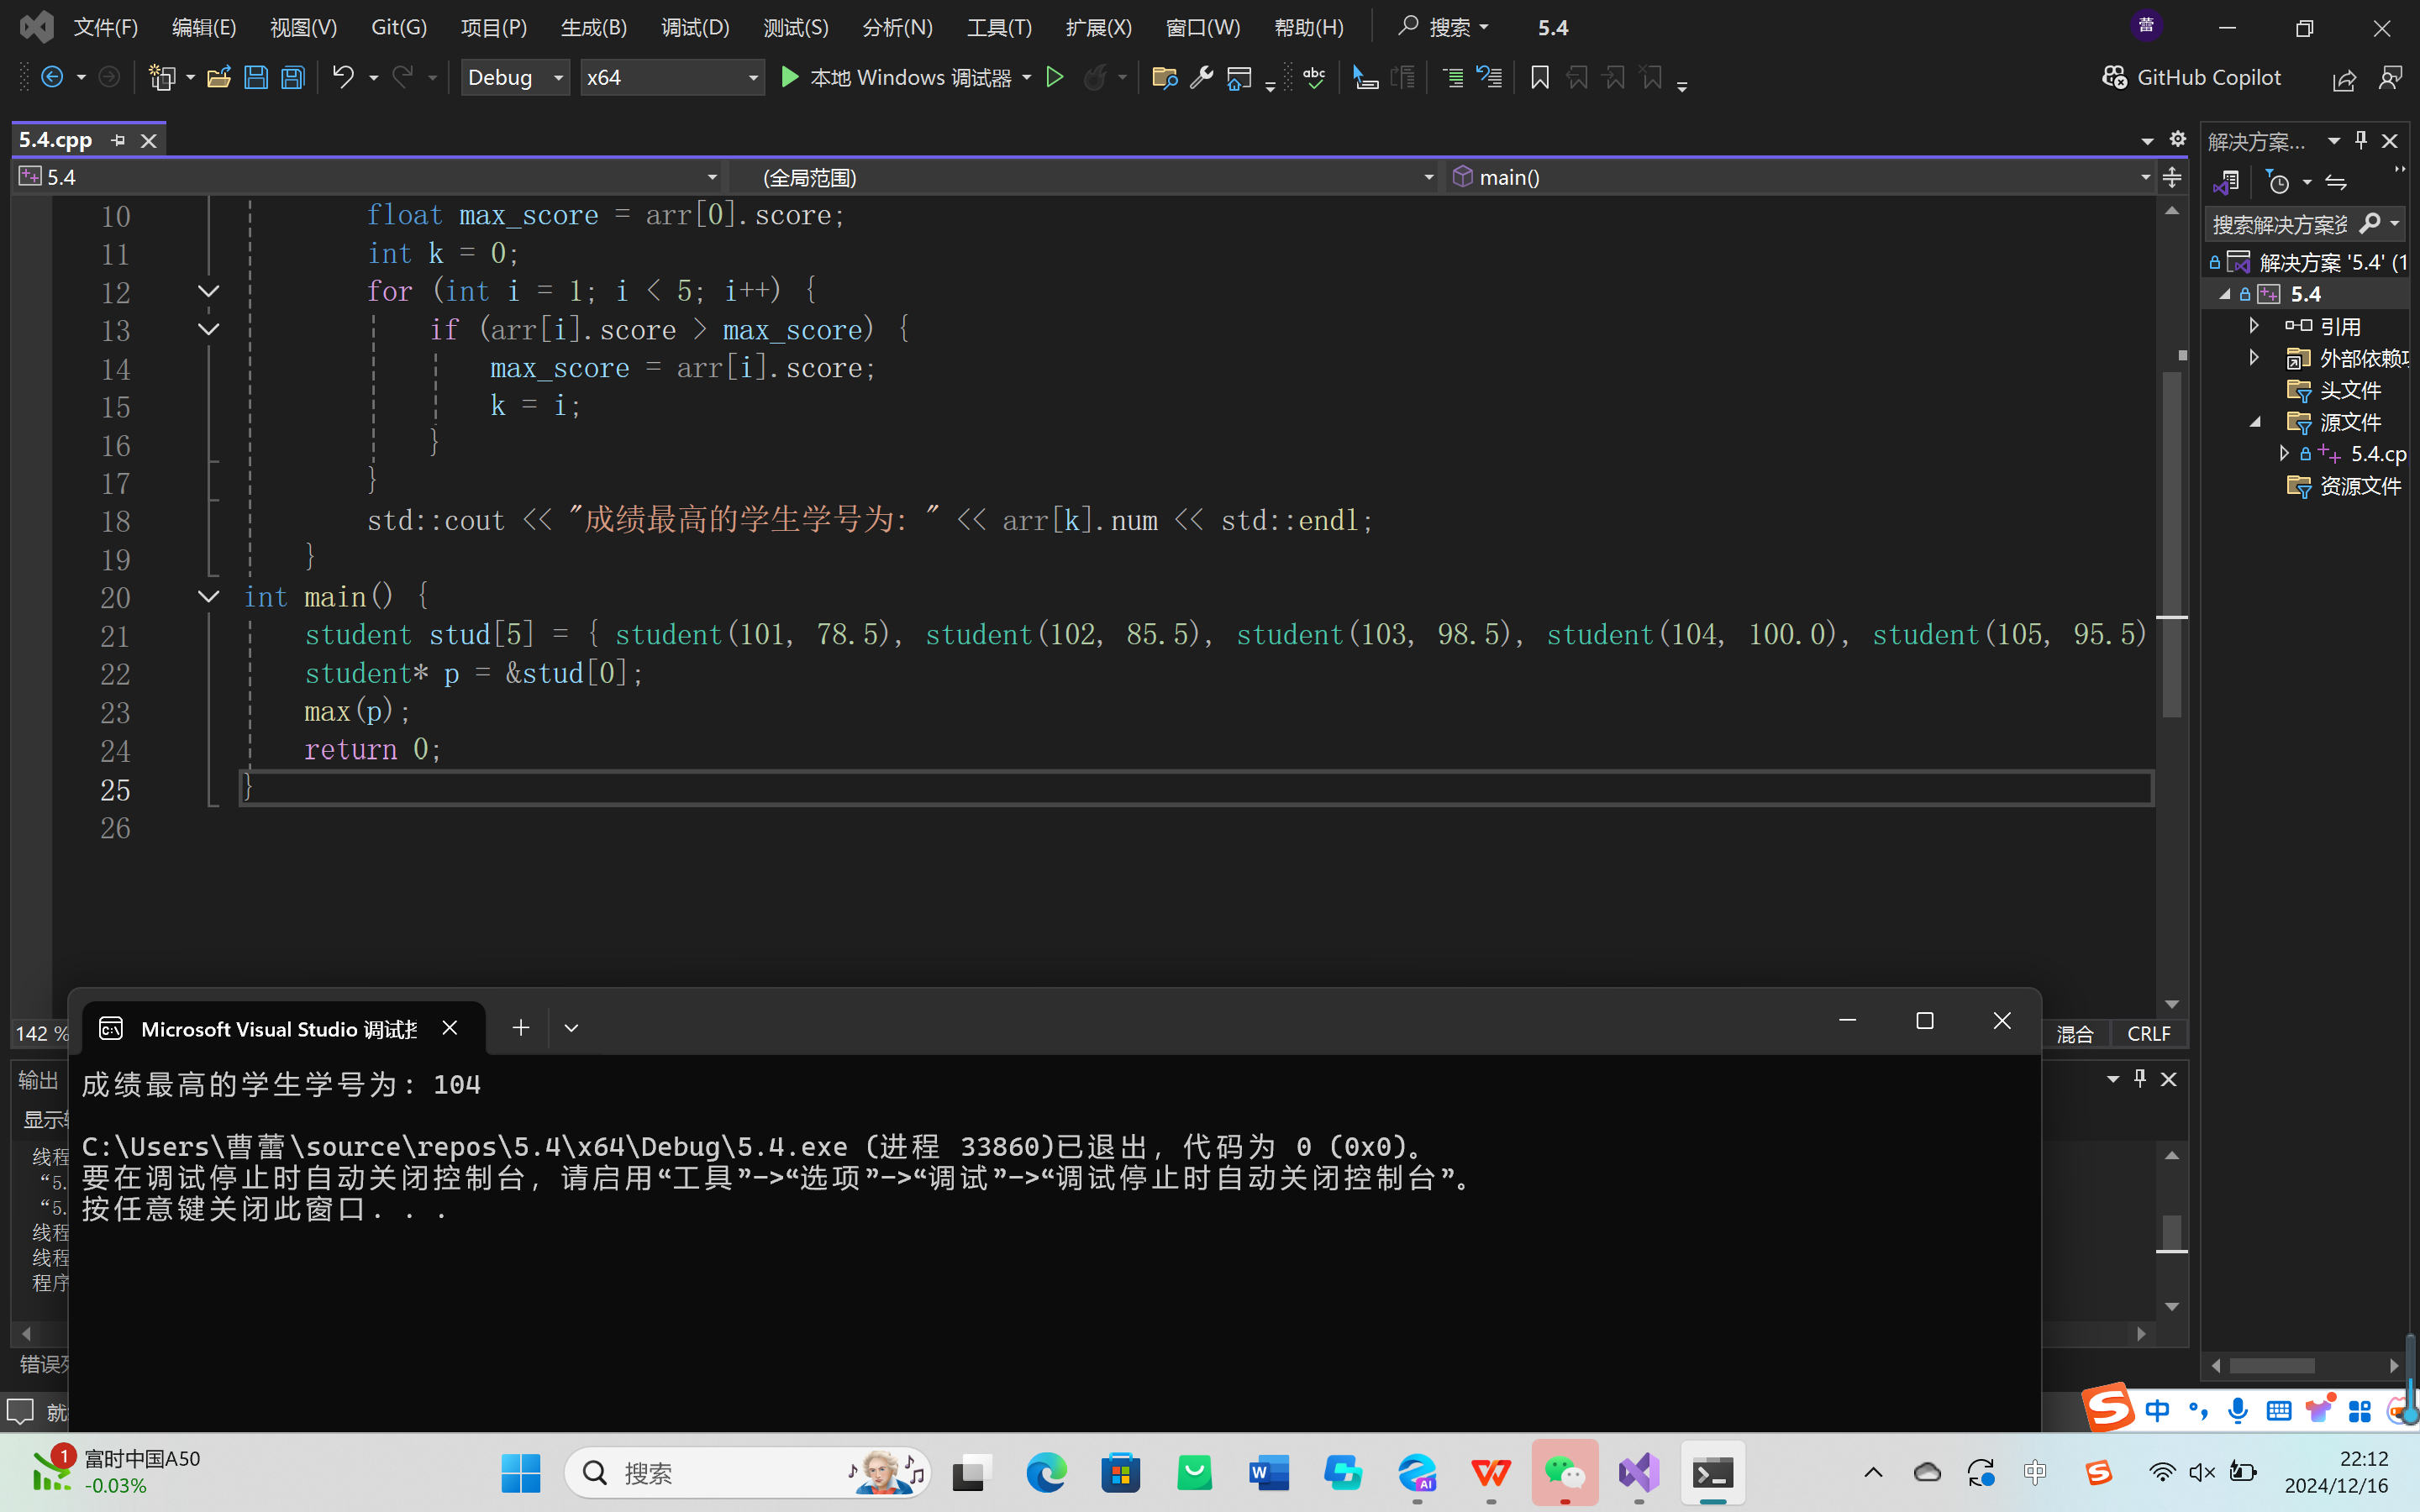 文件(F) 编辑(E) 视图(V) Git(G) 项目(P) 生成(B) 调试(D) 测试(S) 分析(N) 工具(T) 扩展(X) 窗口(W) 帮助(H) 搜索 5.4 蕾
Debug x64 本地 Windows 调试器 abc GitHub Copilot
5.4.cpp
5.4 (全局范围) main()
10 float max_score = arr[0].score;
11 int k = 0;
12 for (int i = 1; i < 5; i++) {
13 if (arr[i].score > max_score) {
14 max_score = arr[i].score;
15 k = i;
16 }
17 }
18 std::cout << "成绩最高的学生学号为: " << arr[k].num << std::endl;
19 }
20 int main() {
21 student stud[5] = { student(101, 78.5), student(102, 85.5), student(103, 98.5), student(104, 100.0), student(105, 95.5)
22 student* p = &stud[0];
23 max(p);
24 return 0;
25 }
26
解决方案...
搜索解决方案资
解决方案 '5.4' (1
5.4
引用
外部依赖项
头文件
源文件
5.4.cp
资源文件
142 % 混合 CRLF
输出
显示
线程
“5.
“5.
线程
线程
程序
错误列
就
Microsoft Visual Studio 调试控
成绩最高的学生学号为: 104
C:\Users\曹蕾\source\repos\5.4\x64\Debug\5.4.exe (进程 33860)已退出，代码为 0 (0x0)。
要在调试停止时自动关闭控制台，请启用“工具”->“选项”->“调试”->“调试停止时自动关闭控制台”。
按任意键关闭此窗口. . .
中
1 富时中国A50
-0.03%
搜索
AI
中
22:12
2024/12/16